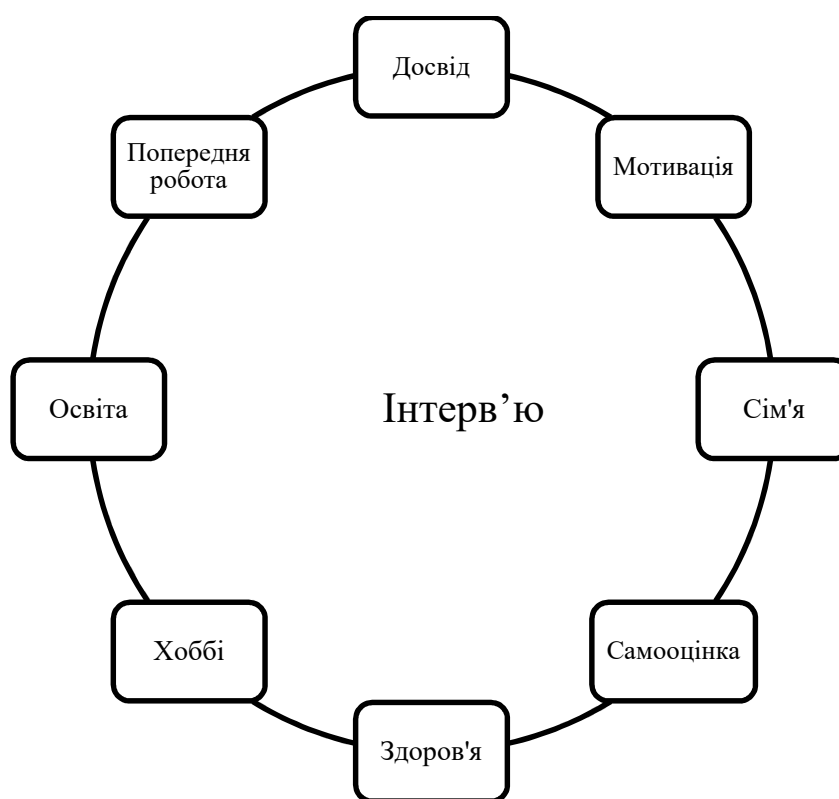 Досвід
Попередня
робота
Мотивація
Освіта
Інтерв’ю
Сім'я
Хоббі
Самооцінка
Здоров'я